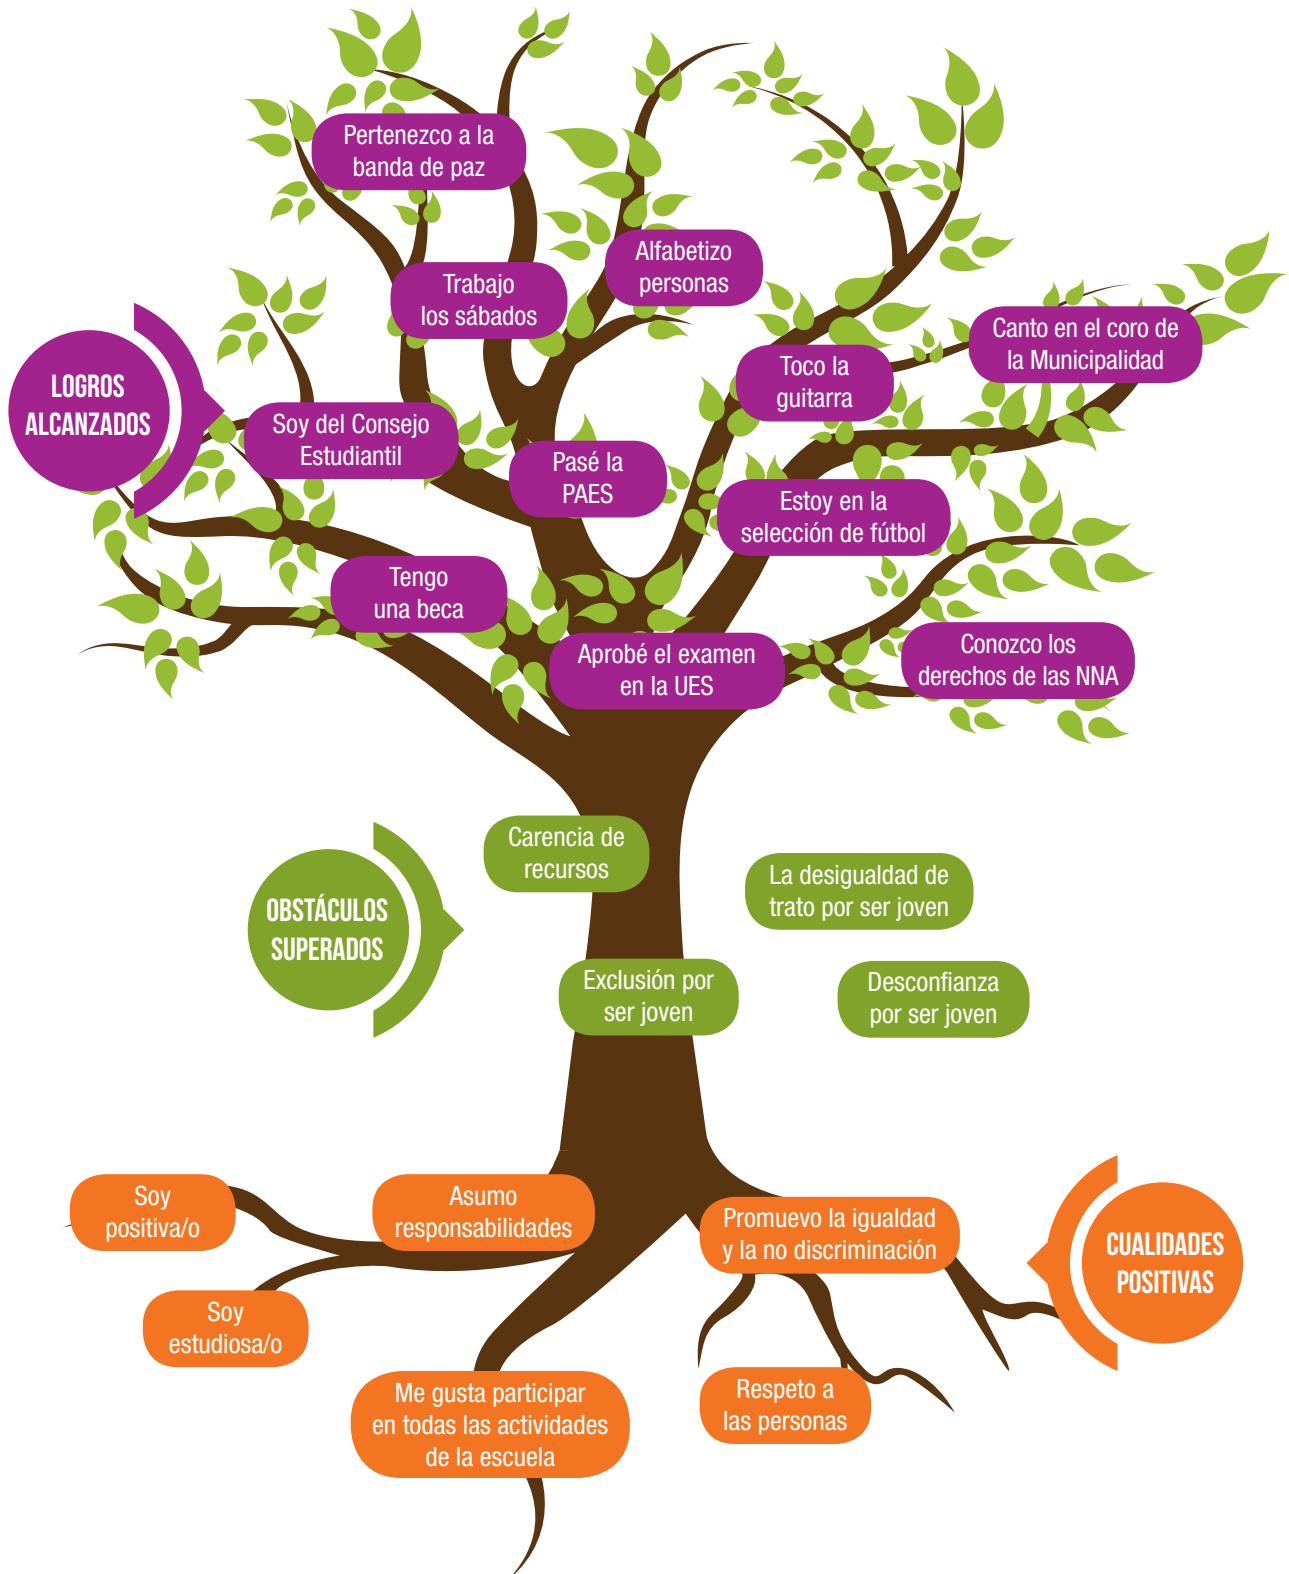 Pertenezco a la
banda de paz
Alfabetizo
personas
Trabajo
los sábados
Canto en el coro de
la Municipalidad
Toco la
guitarra
LOGROS
ALCANZADOS
Soy del Consejo
Estudiantil
Pasé la
PAES
Estoy en la
selección de fútbol
Tengo
una beca
Aprobé el examen
en la UES
Conozco los
derechos de las NNA
Carencia de
recursos
La desigualdad de
trato por ser joven
OBSTÁCULOS
SUPERADOS
Exclusión por
ser joven
Desconfianza
por ser joven
Soy
positiva/o
Asumo
responsabilidades
Promuevo la igualdad
y la no discriminación
CUALIDADES
POSITIVAS
Soy
estudiosa/o
Me gusta participar
en todas las actividades
de la escuela
Respeto a
las personas